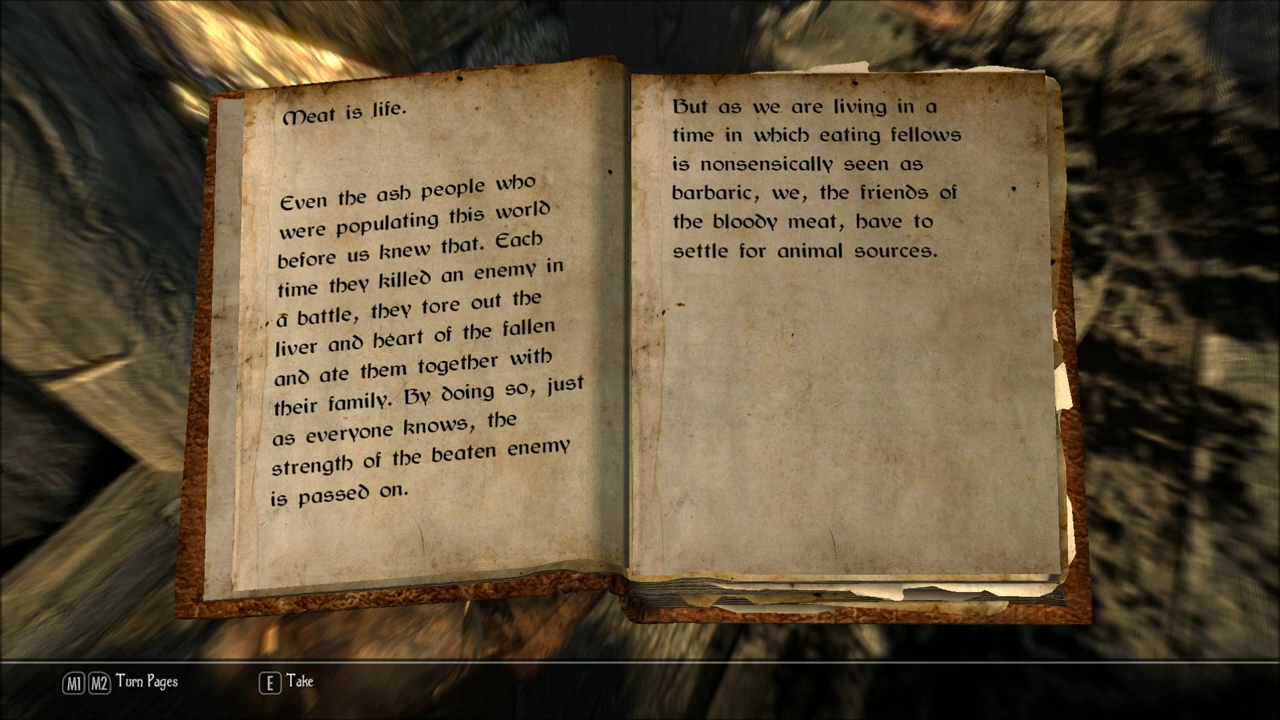 Meat is life.
Even the ash people who
were populating this world
before us knew that. Each
time they killed an enemy in
a battle, they tore out the
liver and heart of the fallen
and ate them together with
their family. By doing so, just
as everyone knows, the
strength of the beaten enemy
is passed on.
But as we are living in a
time in which eating fellows
is nonsensically seen as
barbaric, we, the friends of
the bloody meat, have to
settle for animal sources.
M1 M2 Turn Pages E Take